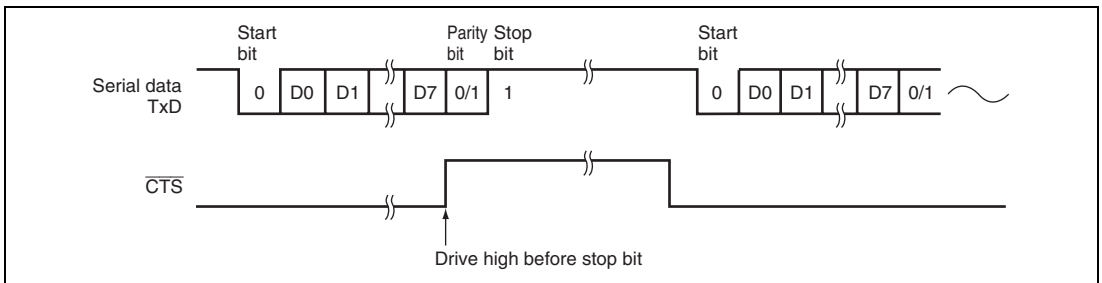 Start
bit
Parity
bit
Stop
bit
Start
bit
Serial data
TxD
0 D0 D1 D7 0/1 1 0 D0 D1 D7 0/1
CTS
Drive high before stop bit